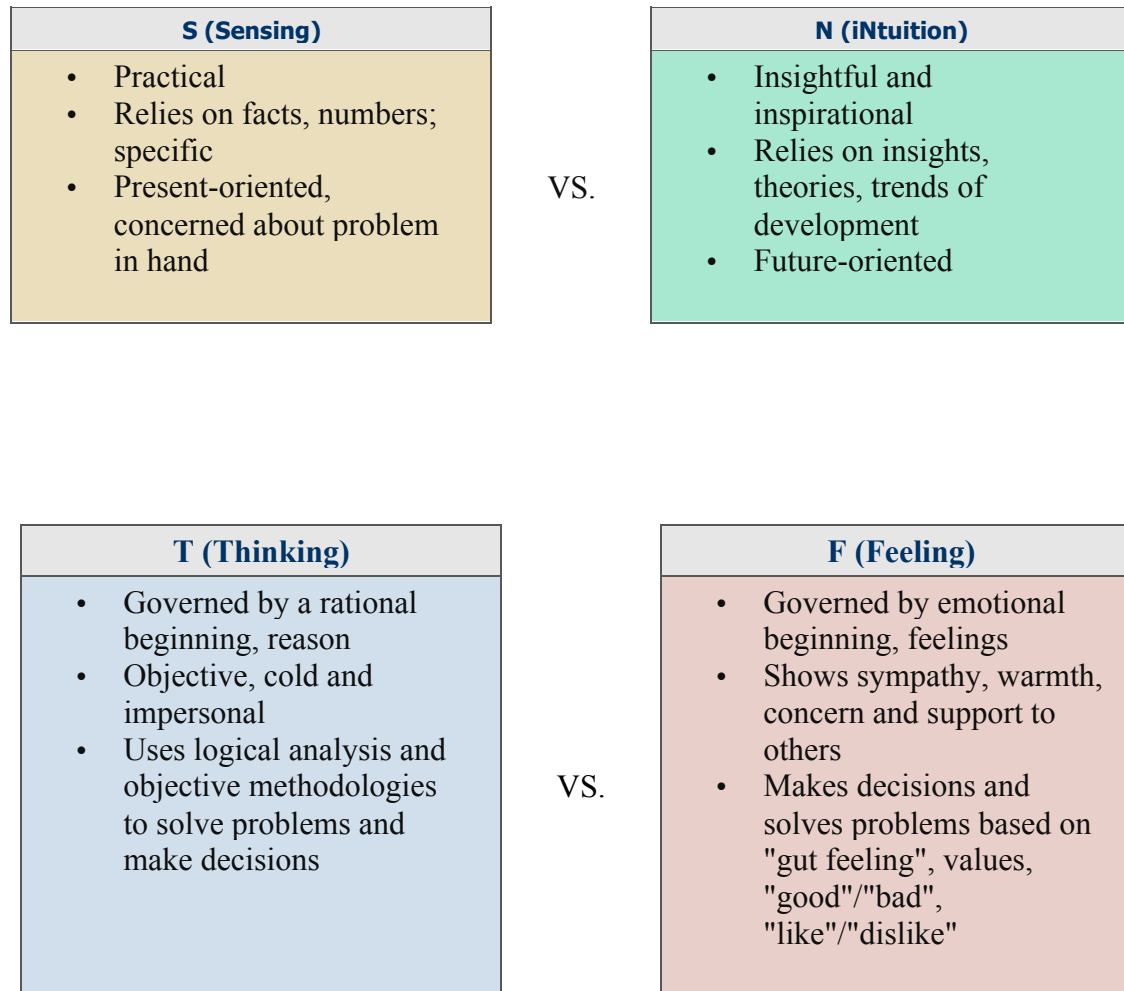 S (Sensing)
• Practical
• Relies on facts, numbers;
specific
• Present-oriented,
concerned about problem
in hand
VS.
N (iNtuition)
• Insightful and
inspirational
• Relies on insights,
theories, trends of
development
• Future-oriented
T (Thinking)
• Governed by a rational
beginning, reason
• Objective, cold and
impersonal
• Uses logical analysis and
objective methodologies
to solve problems and
make decisions
VS.
F (Feeling)
• Governed by emotional
beginning, feelings
• Shows sympathy, warmth,
concern and support to
others
• Makes decisions and
solves problems based on
"gut feeling", values,
"good"/"bad",
"like"/"dislike"